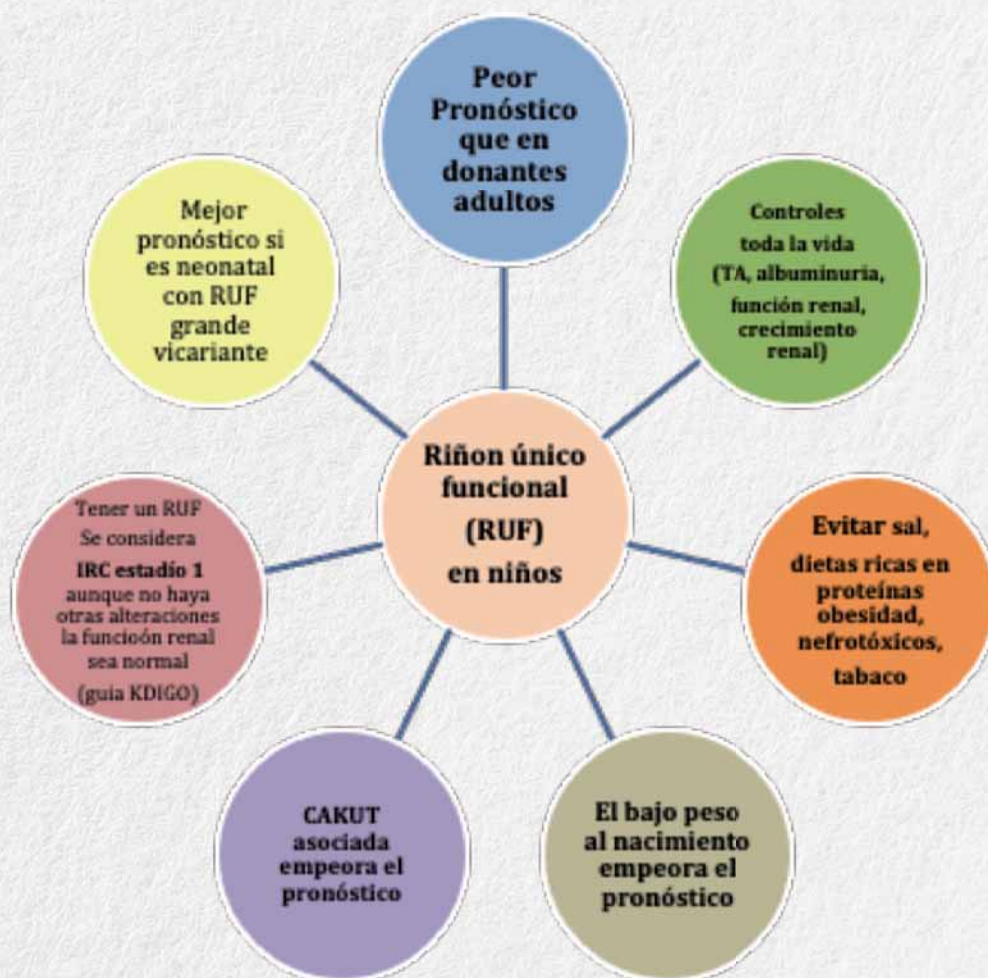 Peor
Pronóstico
que en
donantes
adultos
Mejor
pronóstico si
es neonatal
con RUF
grande
vicariante
Controles
toda la vida
(TA, albuminuria,
función renal,
crecimiento
renal)
Riñon único
funcional
(RUF)
en niños
Tener un RUF
Se considera
IRC estadío 1
aunque no haya
otras alteraciones
la funcioón renal
sea normal
(guia KDIGO)
Evitar sal,
dietas ricas en
proteínas
obesidad,
nefrotóxicos,
tabaco
CAKUT
asociada
empeora el
pronóstico
El bajo peso
al nacimiento
empeora el
pronóstico